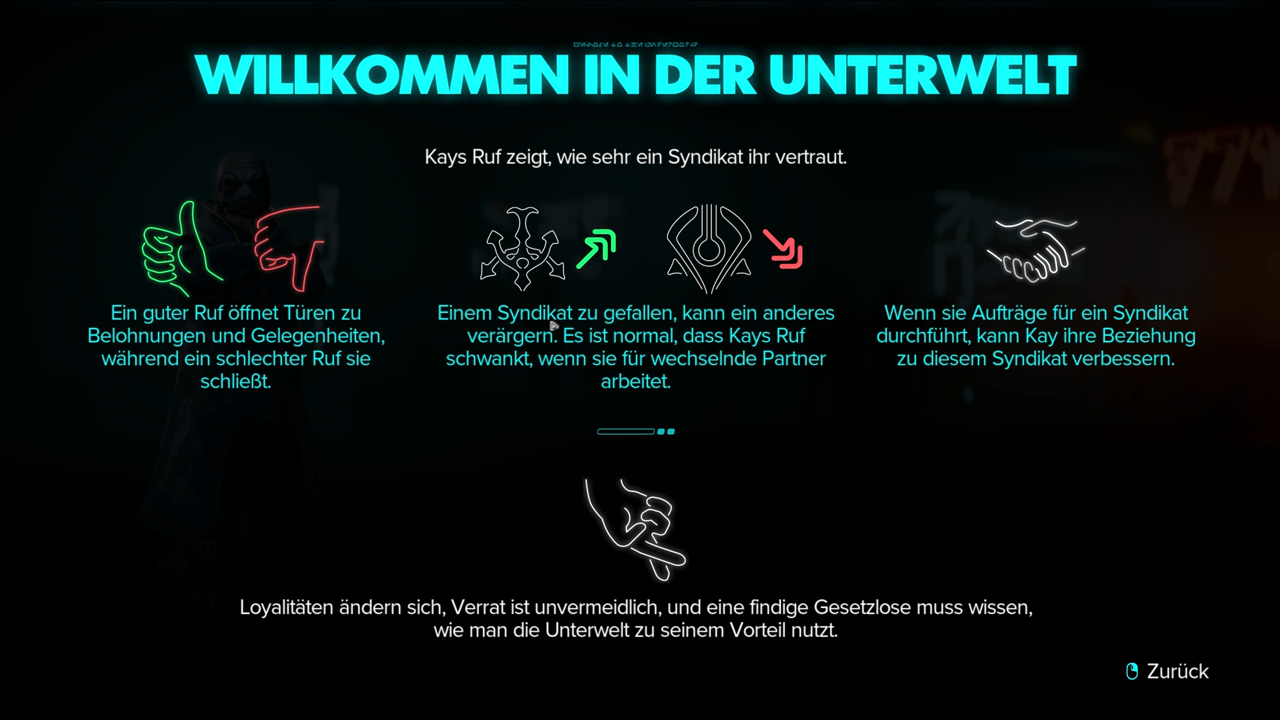 WILLKOMMEN IN DER UNTERWELT
Kays Ruf zeigt, wie sehr ein Syndikat ihr vertraut.
Ein guter Ruf öffnet Türen zu
Belohnungen und Gelegenheiten,
während ein schlechter Ruf sie
schließt.
Einem Syndikat zu gefallen, kann ein anderes
verärgern. Es ist normal, dass Kays Ruf
schwankt, wenn sie für wechselnde Partner
arbeitet.
Wenn sie Aufträge für ein Syndikat
durchführt, kann Kay ihre Beziehung
zu diesem Syndikat verbessern.
Loyalitäten ändern sich, Verrat ist unvermeidlich, und eine findige Gesetzlose muss wissen,
wie man die Unterwelt zu seinem Vorteil nutzt.
Zurück